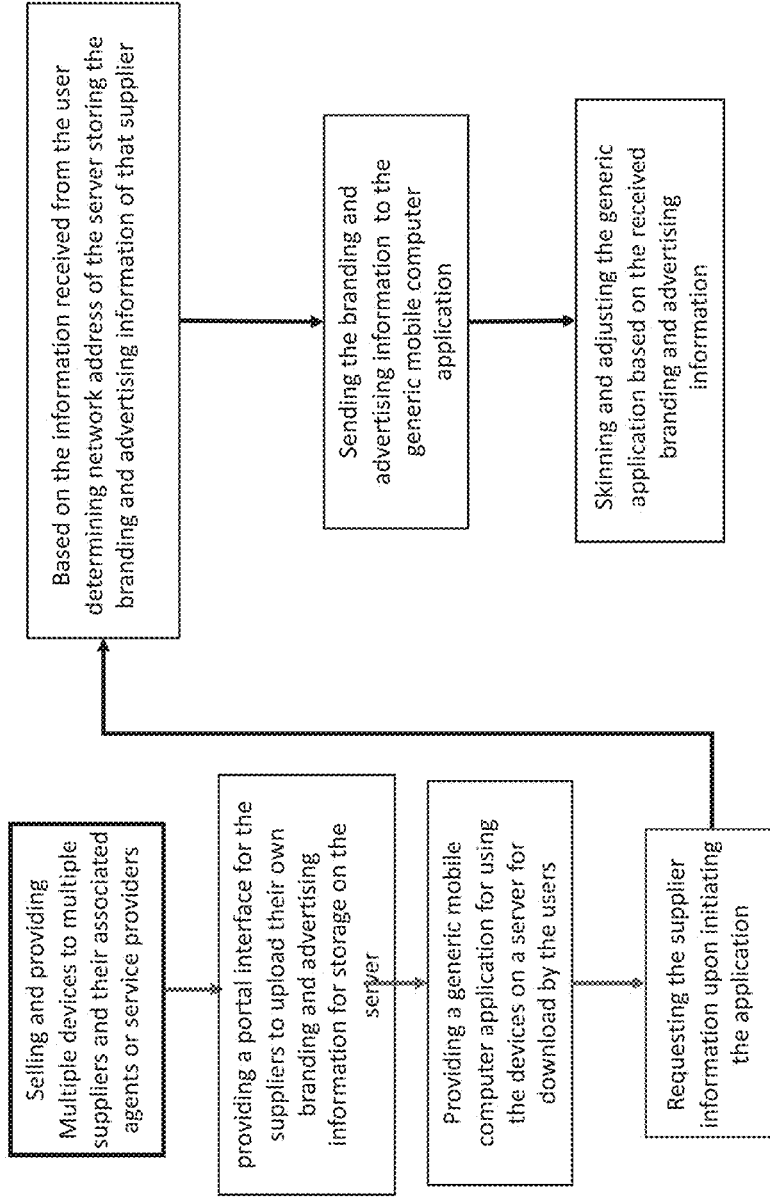 Selling and providing
Multiple devices to multiple
suppliers and their associated
agents or service providers
providing a portal interface for the
suppliers to upload their own
branding and advertising
information for storage on the
server
Providing a generic mobile
computer application for using
the devices on a server for
download by the users
Requesting the supplier
information upon initiating
the application
Based on the information received from the user
determining network address of the server storing the
branding and advertising information of that supplier
Sending the branding and
advertising information to the
generic mobile computer
application
Skinning and adjusting the generic
application based on the received
branding and advertising
information